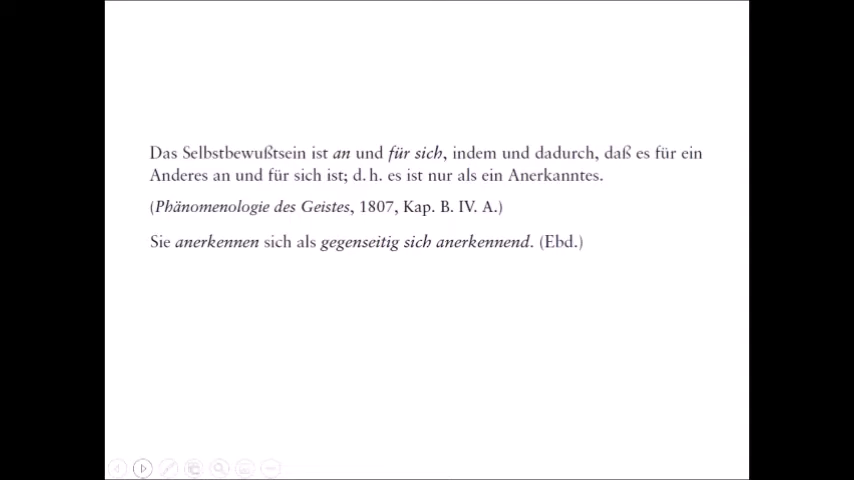 Das Selbstbewußtsein ist an und für sich, indem und dadurch, daß es für ein
Anderes an und für sich ist; d. h. es ist nur als ein Anerkanntes.
(Phänomenologie des Geistes, 1807, Kap. B. IV. A.)
Sie anerkennen sich als gegenseitig sich anerkennend. (Ebd.)